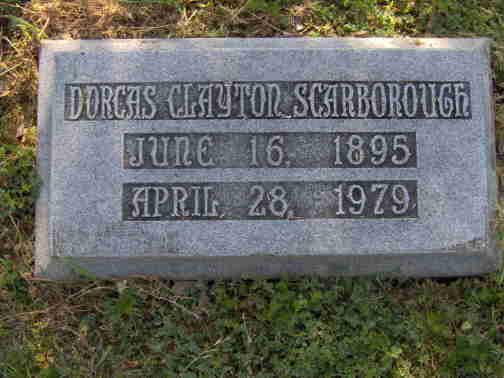 DORCAS CLAYTON SCARBOROUGH
JUNE 16, 1895
APRIL 28, 1979